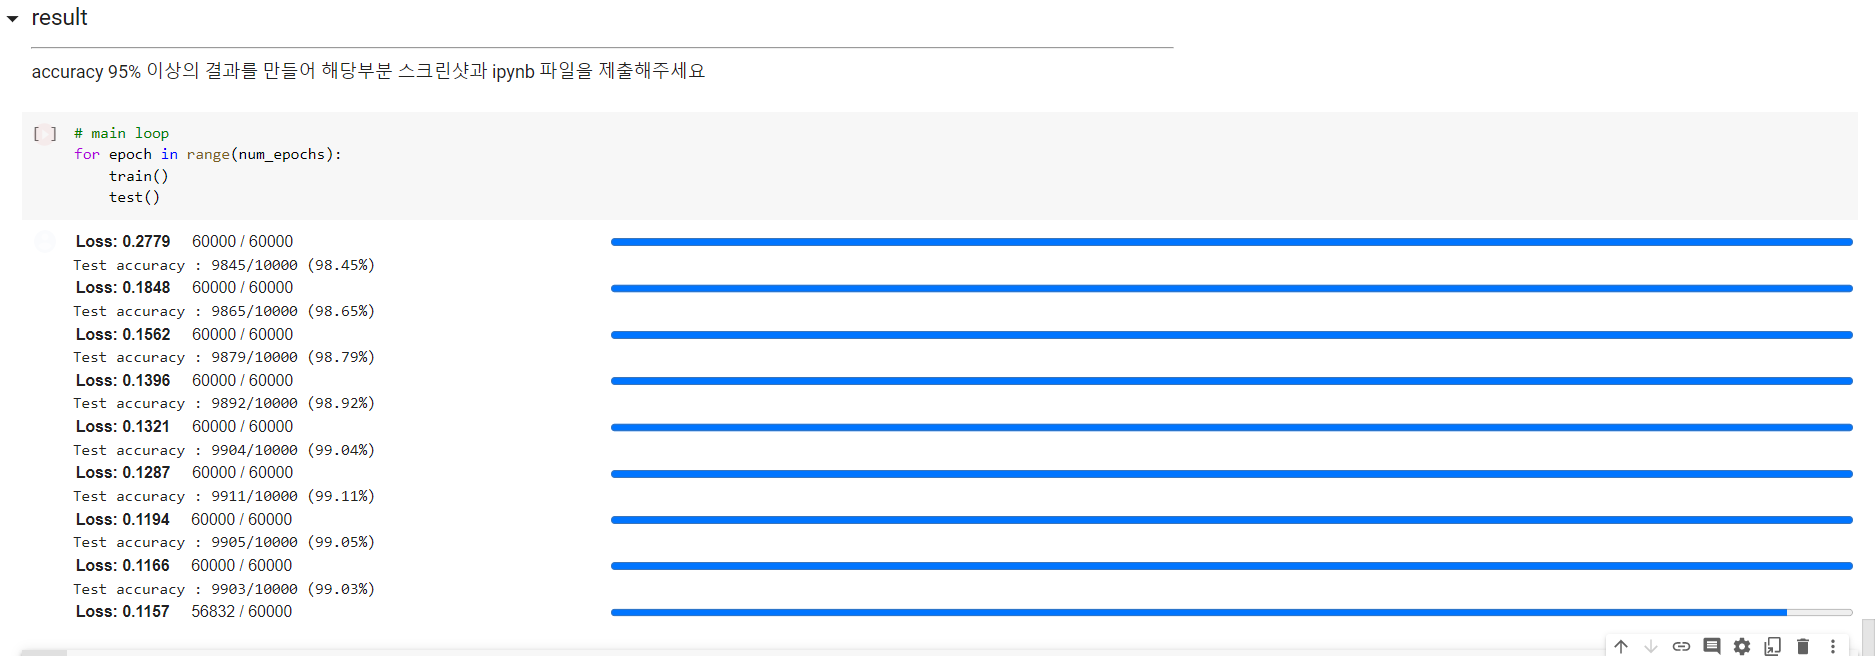 result
accuracy 95% 이상의 결과를 만들어 해당부분 스크린샷과 ipynb 파일을 제출해주세요
[ ] # main loop
for epoch in range(num_epochs):
    train()
    test()
Loss: 0.2779 60000 / 60000
Test accuracy : 9845/10000 (98.45%)
Loss: 0.1848 60000 / 60000
Test accuracy : 9865/10000 (98.65%)
Loss: 0.1562 60000 / 60000
Test accuracy : 9879/10000 (98.79%)
Loss: 0.1396 60000 / 60000
Test accuracy : 9892/10000 (98.92%)
Loss: 0.1321 60000 / 60000
Test accuracy : 9904/10000 (99.04%)
Loss: 0.1287 60000 / 60000
Test accuracy : 9911/10000 (99.11%)
Loss: 0.1194 60000 / 60000
Test accuracy : 9905/10000 (99.05%)
Loss: 0.1166 60000 / 60000
Test accuracy : 9903/10000 (99.03%)
Loss: 0.1157 56832 / 60000